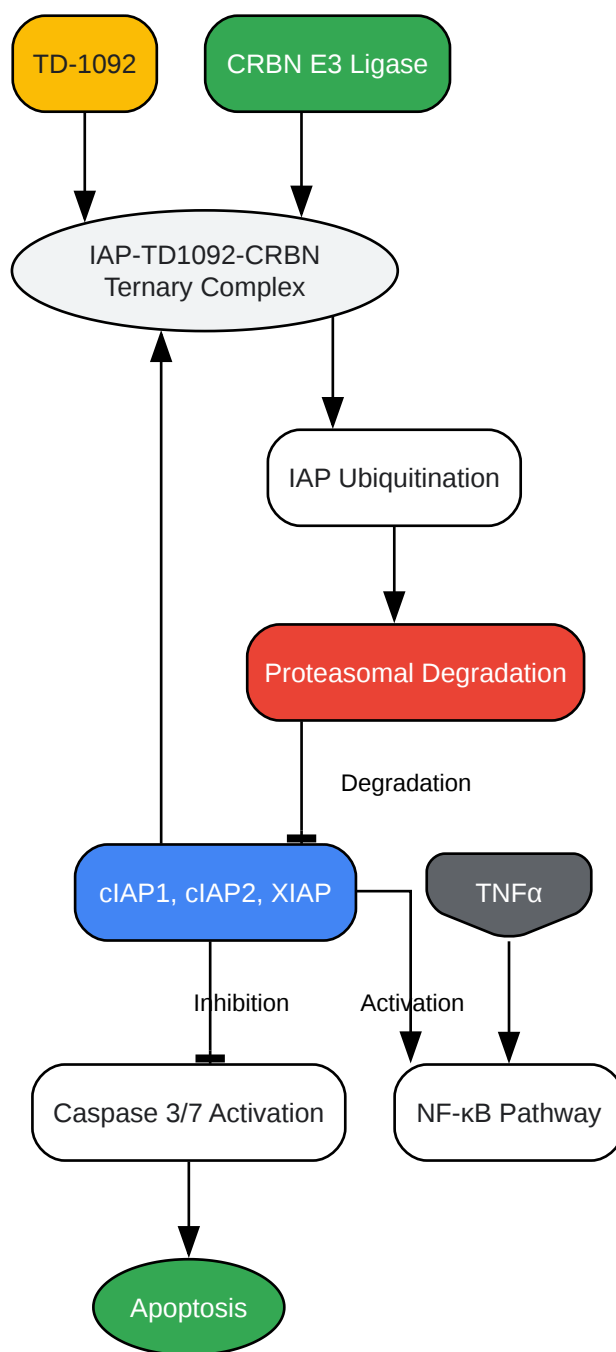 TD-1092
CRBN E3 Ligase
IAP-TD1092-CRBN
Ternary Complex
IAP Ubiquitination
Proteasomal Degradation
Degradation
cIAP1, cIAP2, XIAP
TNFα
Inhibition
Activation
Caspase 3/7 Activation
NF-κB Pathway
Apoptosis